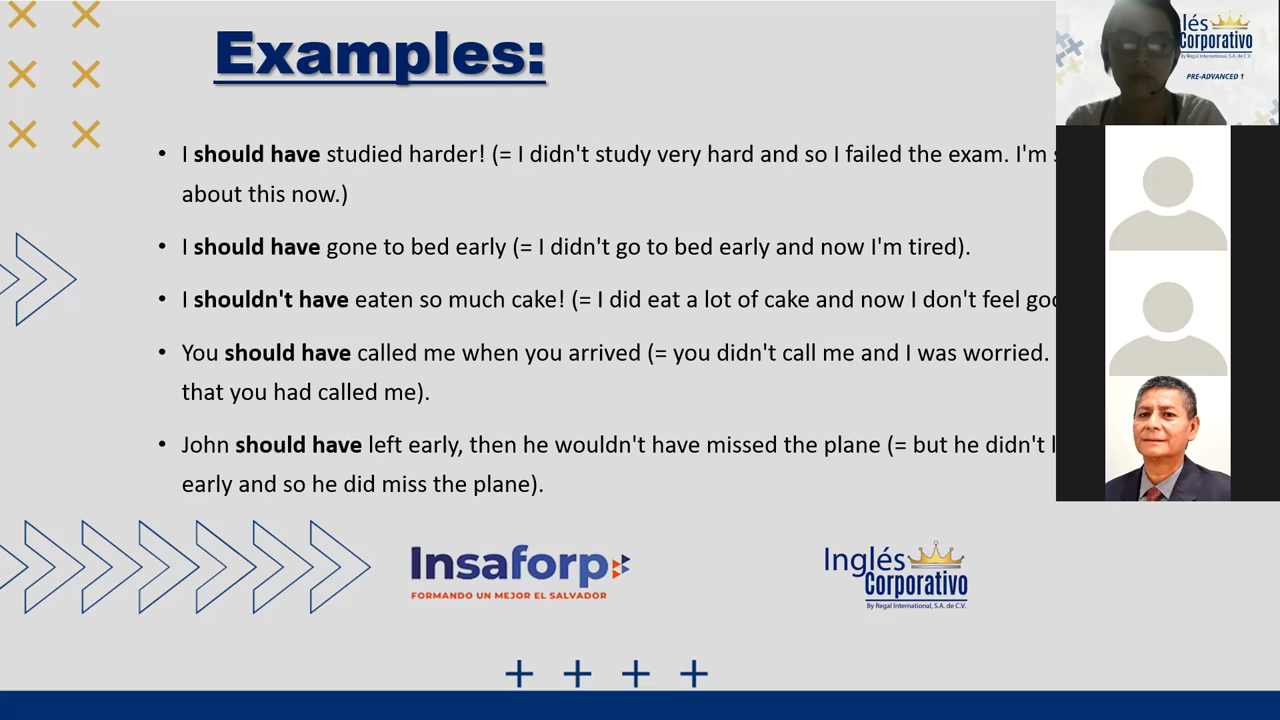 Examples:
• I should have studied harder! (= I didn't study very hard and so I failed the exam. I'm
about this now.)
• I should have gone to bed early (= I didn't go to bed early and now I'm tired).
• I shouldn't have eaten so much cake! (= I did eat a lot of cake and now I don't feel
• You should have called me when you arrived (= you didn't call me and I was worried.
that you had called me).
• John should have left early, then he wouldn't have missed the plane (= but he didn't
early and so he did miss the plane).
Insaforp
FORMANDO UN MEJOR EL SALVADOR
Inglés
Corporativo
By Regal International, S.A. de C.V.
lés
Corporativo
By Regal International, S.A. de C.V.
PRE-ADVANCED 1